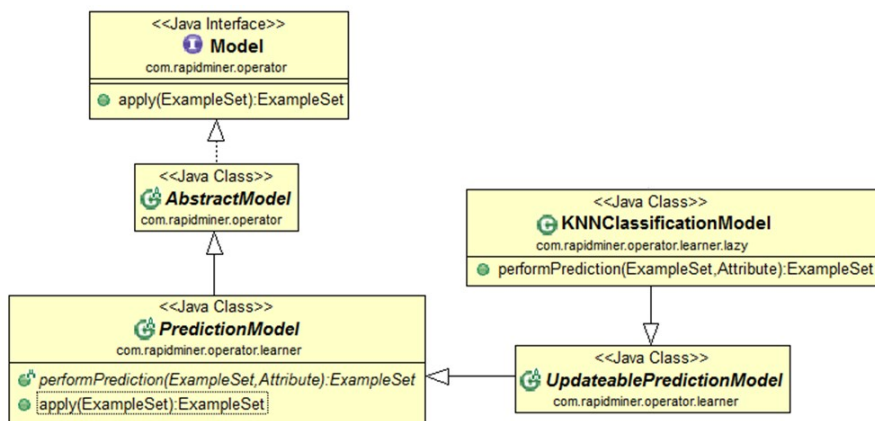 <<Java Interface>>
Model
com.rapidminer.operator
apply(ExampleSet):ExampleSet
<<Java Class>>
AbstractModel
com.rapidminer.operator
<<Java Class>>
KNNClassificationModel
com.rapidminer.operator.learner.lazy
performPrediction(ExampleSet,Attribute):ExampleSet
<<Java Class>>
PredictionModel
com.rapidminer.operator.learner
performPrediction(ExampleSet,Attribute):ExampleSet
apply(ExampleSet):ExampleSet
<<Java Class>>
UpdateablePredictionModel
com.rapidminer.operator.learner